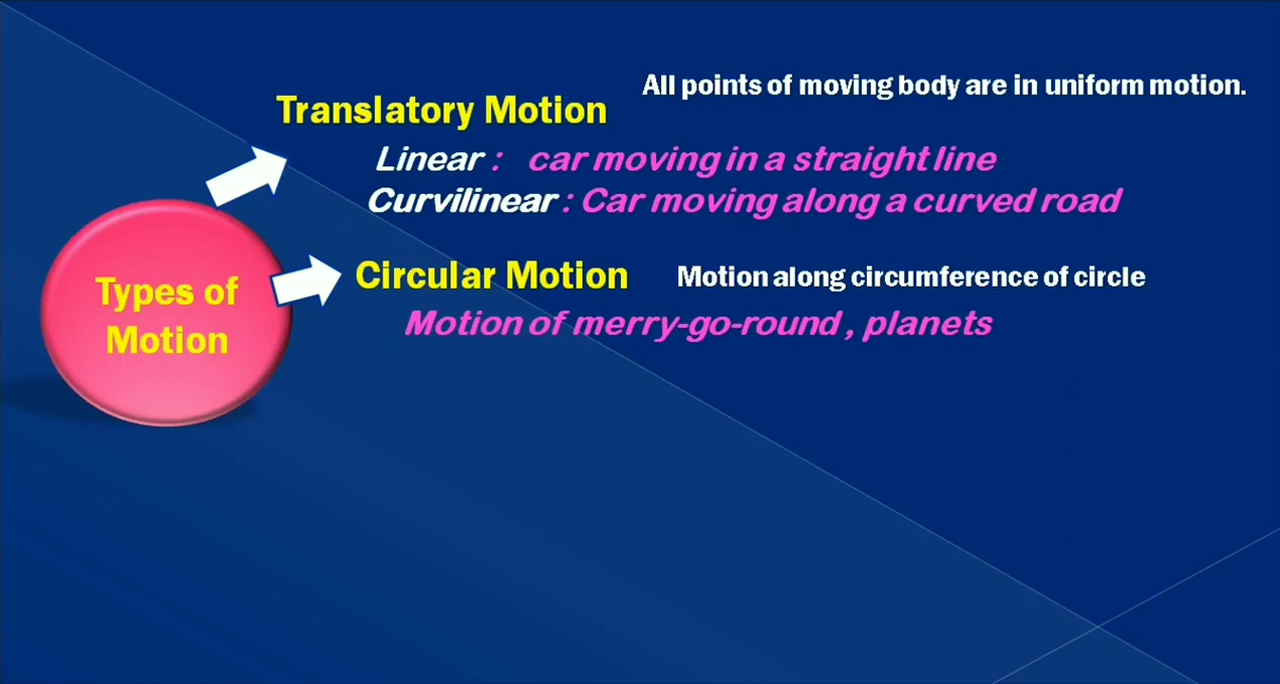 All points of moving body are in uniform motion.
Translatory Motion
Linear : car moving in a straight line
Curvilinear : Car moving along a curved road
Types of
Motion
Circular Motion Motion along circumference of circle
Motion of merry-go-round , planets